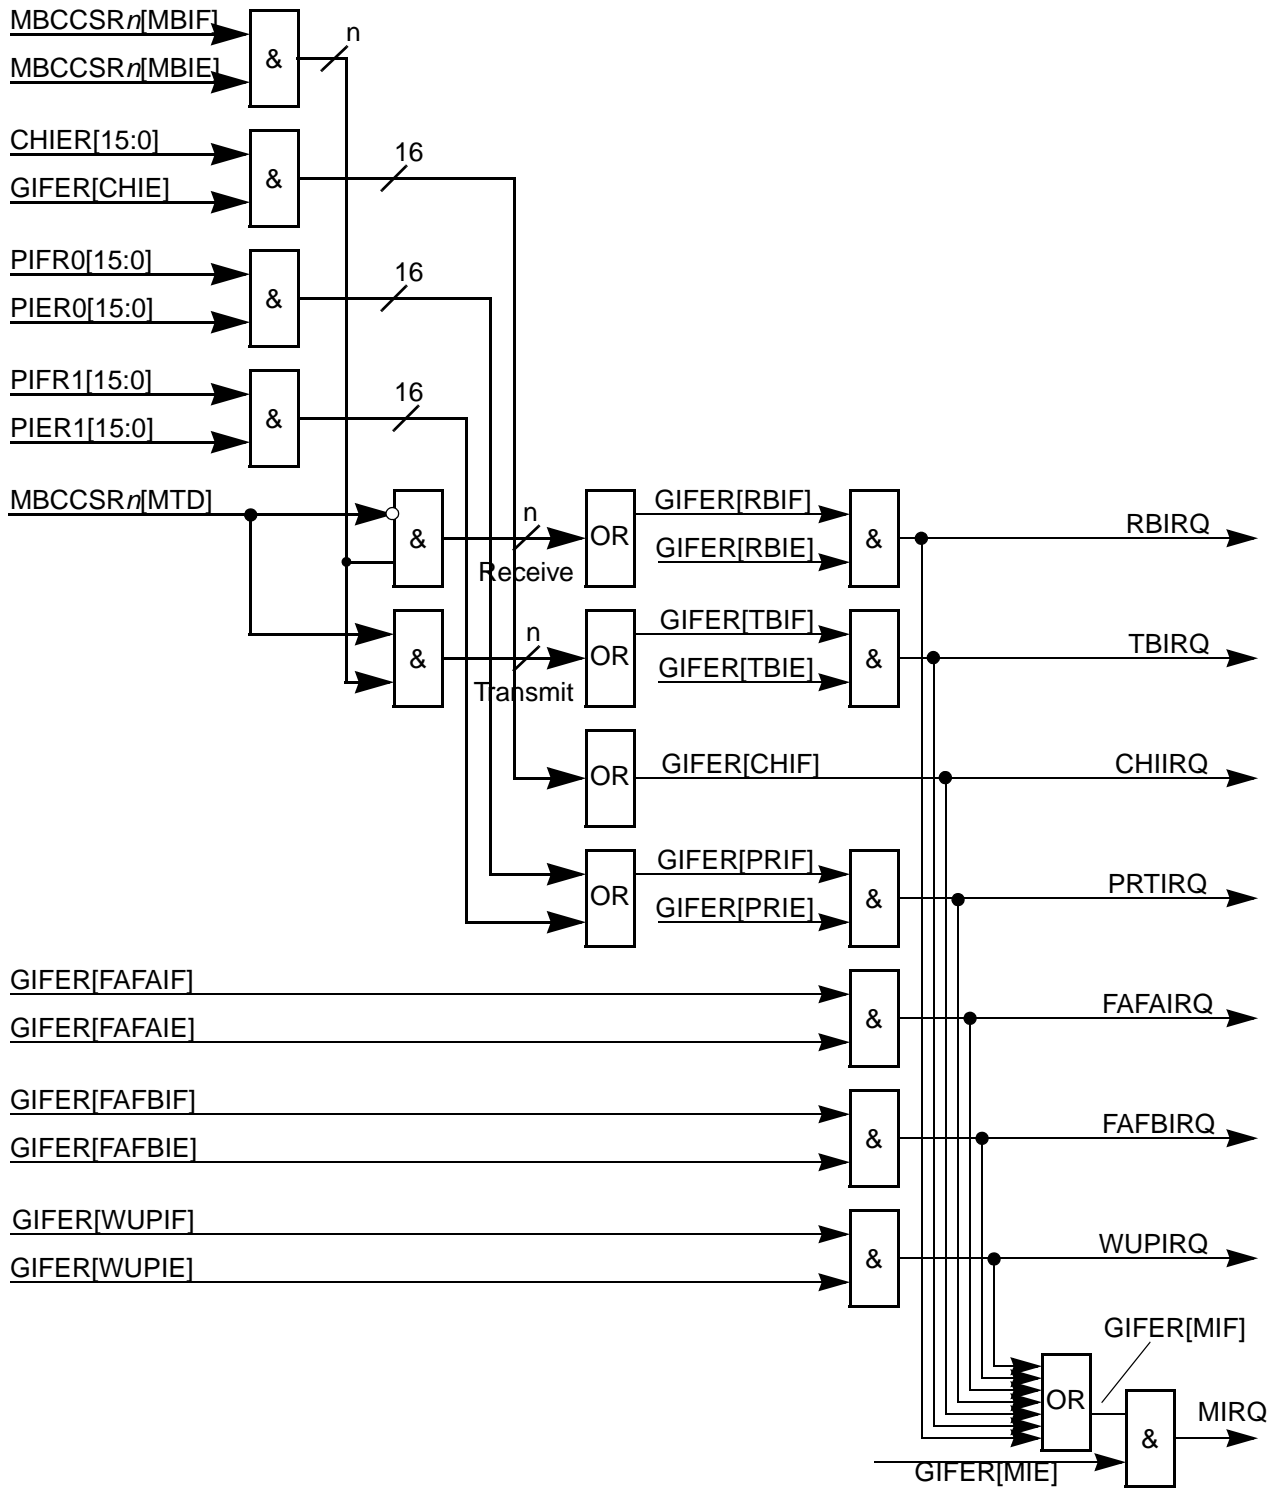 MBCCSRn[MBIF]
n
&
MBCCSRn[MBIE]
CHIER[15:0]
16
&
GIFER[CHIE]
PIFR0[15:0]
16
&
PIER0[15:0]
PIFR1[15:0]
16
&
PIER1[15:0]
MBCCSRn[MTD]
&
n
Receive
OR
GIFER[RBIF]
GIFER[RBIE]
&
RBIRQ
&
n
Transmit
OR
GIFER[TBIF]
GIFER[TBIE]
&
TBIRQ
OR
GIFER[CHIF]
CHIIRQ
OR
GIFER[PRIF]
GIFER[PRIE]
&
PRTIRQ
GIFER[FAFAIF]
GIFER[FAFAIE]
&
FAFAIRQ
GIFER[FAFBIF]
GIFER[FAFBIE]
&
FAFBIRQ
GIFER[WUPIF]
GIFER[WUPIE]
&
WUPIRQ
GIFER[MIF]
OR
&
MIRQ
GIFER[MIE]